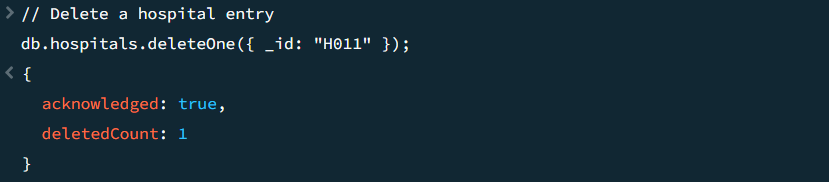 > // Delete a hospital entry
db.hospitals.deleteOne({ _id: "H011" });
< {
acknowledged: true,
deletedCount: 1
}